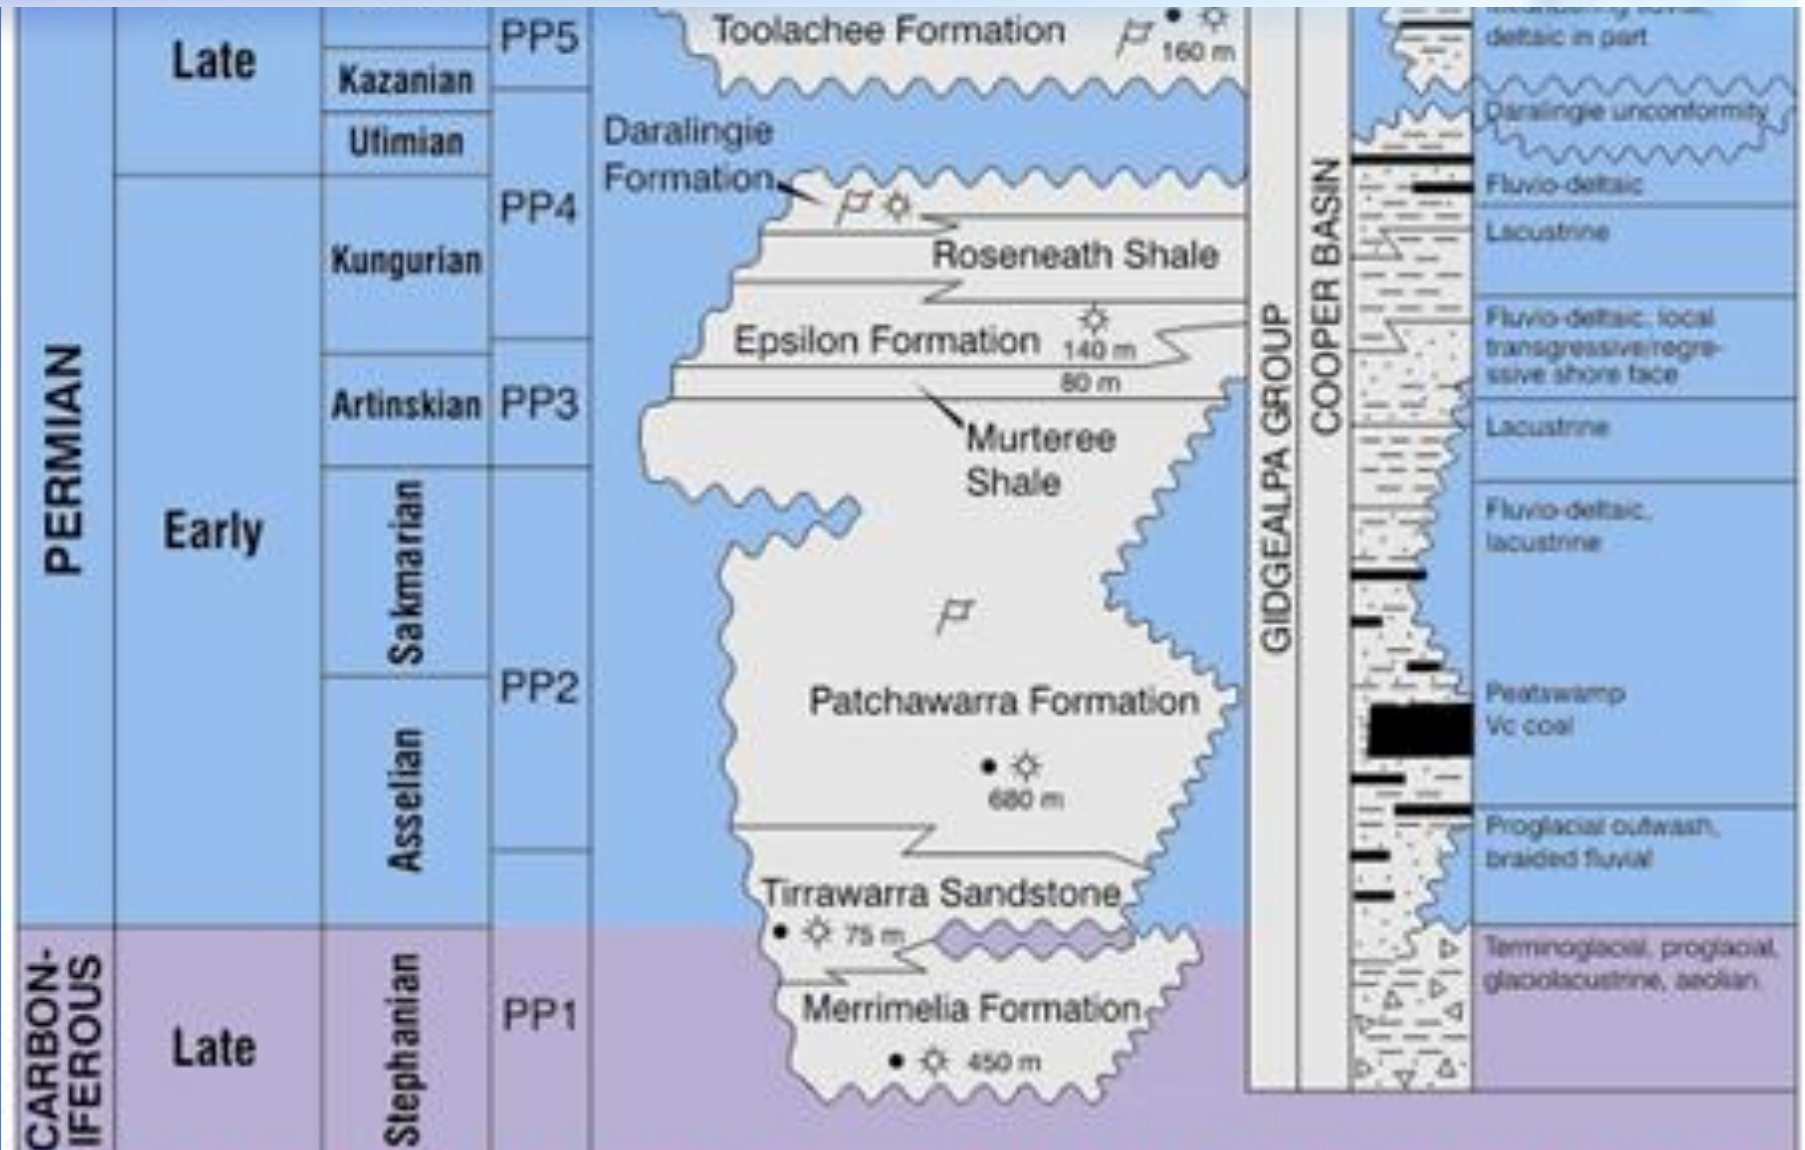 PERMIAN
CARBON-
IFEROUS
Late
Early
Late
Kazanian
Ufimian
Kungurian
Artinskian
Sakmarian
Asselian
Stephanian
PP5
PP4
PP3
PP2
PP1
Toolachee Formation
160 m
Daralingie
Formation
Roseneath Shale
Epsilon Formation
140 m
80 m
Murteree
Shale
Patchawarra Formation
680 m
Tirrawarra Sandstone
75 m
Merrimelia Formation
450 m
GIDGEALPA GROUP
COOPER BASIN
deltaic in part
Daralingie unconformity
Fluvio-deltaic
Lacustrine
Fluvio-deltaic, local
transgressive/regre-
ssive shore face
Lacustrine
Fluvio-deltaic,
lacustrine
Peatswamp
Vc coal
Proglacial outwash,
braided fluvial
Terminoglacial, proglacial,
glaciolacustrine, aeolian.